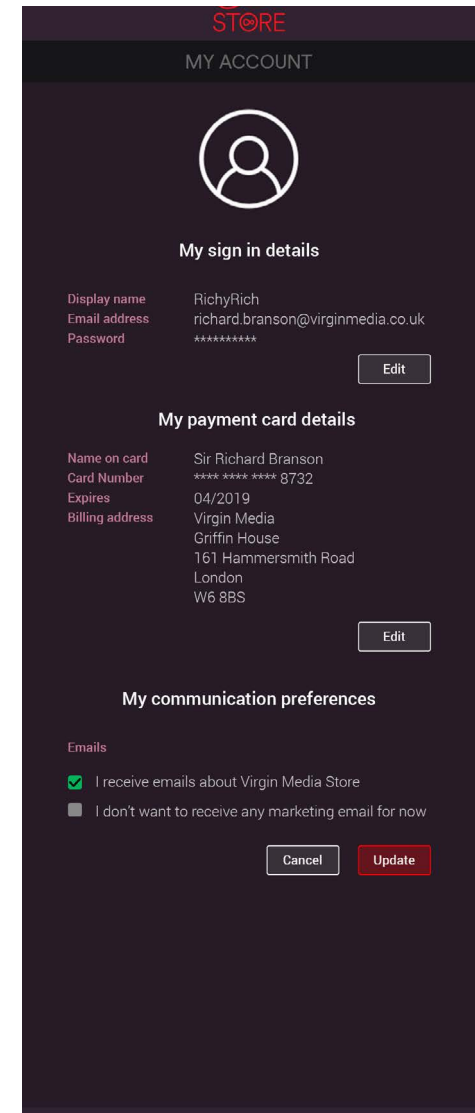 STORE
MY ACCOUNT
My sign in details
Display name RichyRich
Email address richard.branson@virginmedia.co.uk
Password **********
Edit
My payment card details
Name on card Sir Richard Branson
Card Number **** **** **** 8732
Expires 04/2019
Billing address Virgin Media
Griffin House
161 Hammersmith Road
London
W6 8BS
Edit
My communication preferences
Emails
I receive emails about Virgin Media Store
I don't want to receive any marketing email for now
Cancel Update